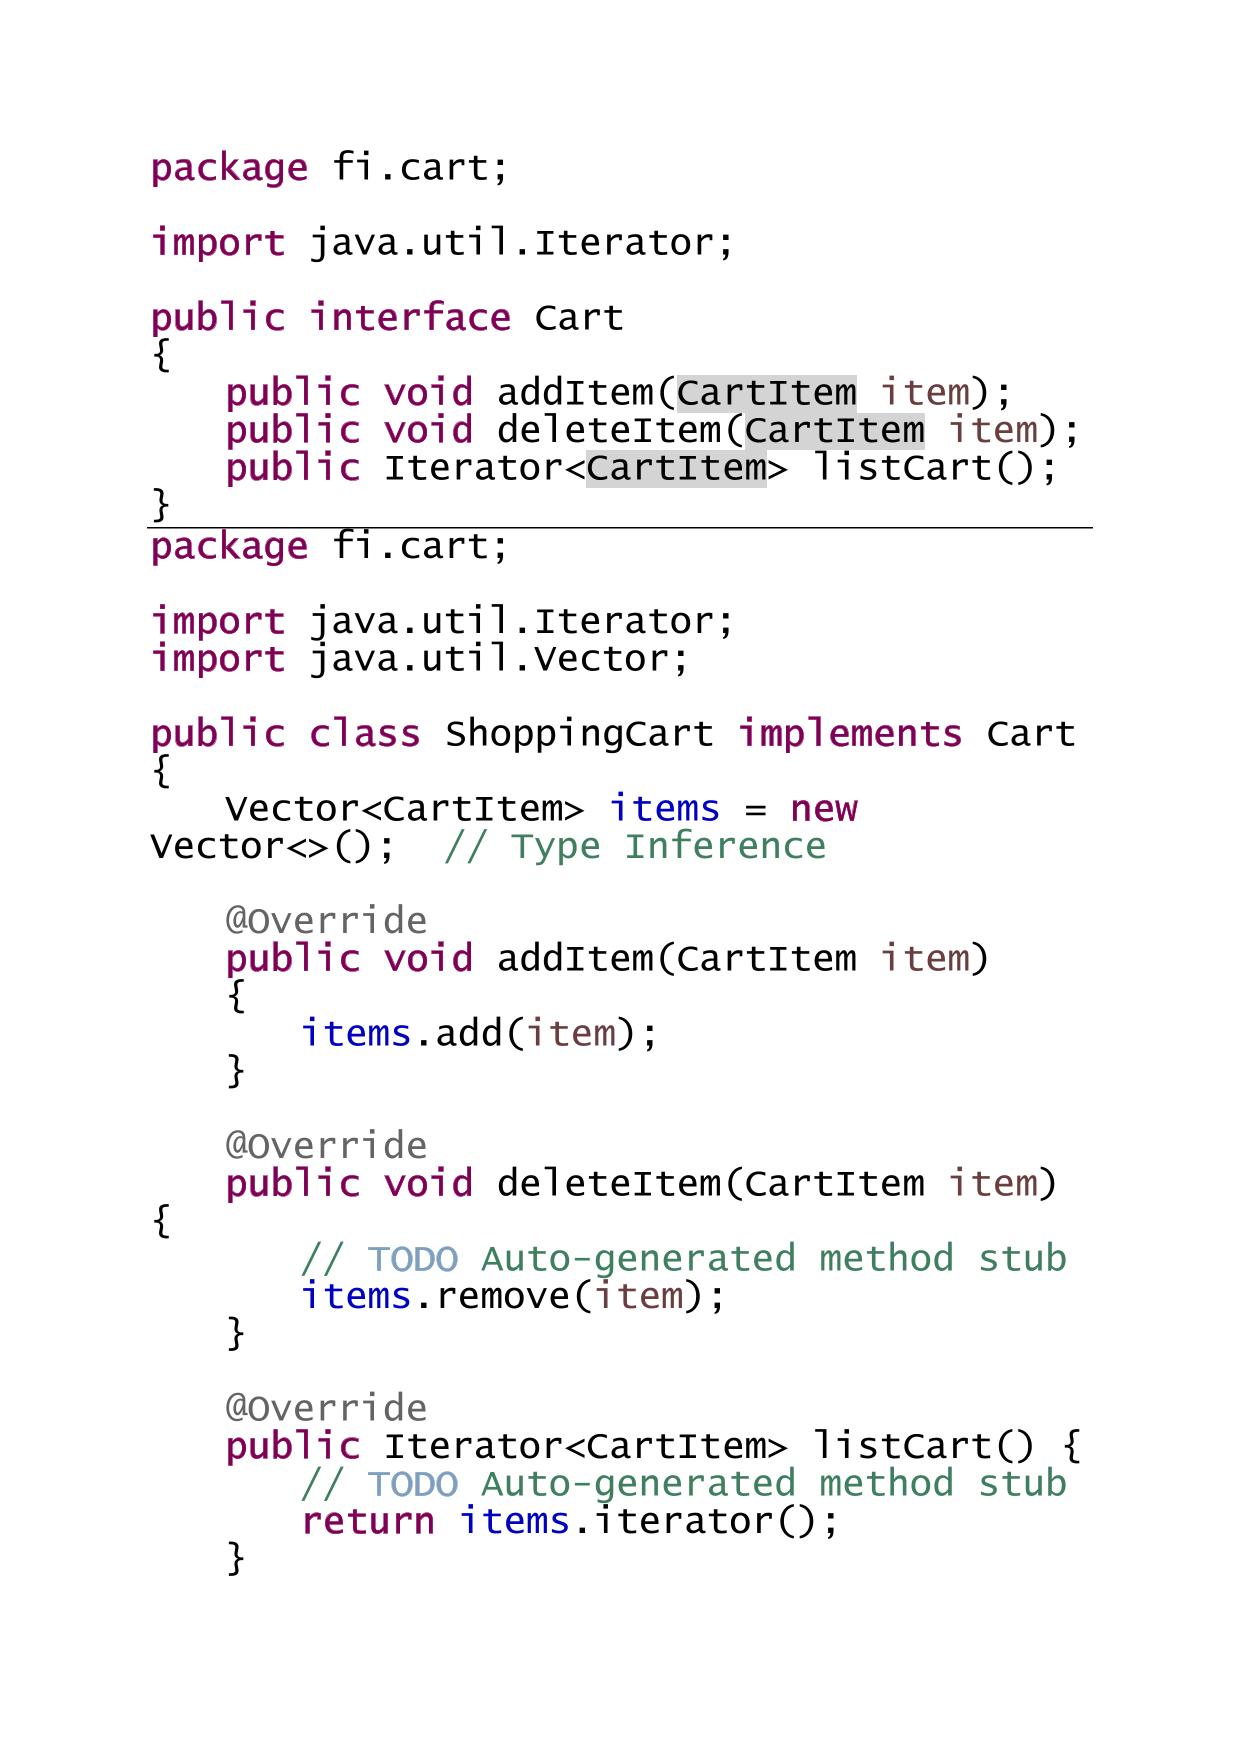 package fi.cart;
import java.util.Iterator;
public interface Cart
{
public void addItem(CartItem item);
public void deleteItem(CartItem item);
public Iterator<CartItem> listCart();
}
package fi.cart;
import java.util.Iterator;
import java.util.Vector;
public class ShoppingCart implements Cart
{
Vector<CartItem> items = new
Vector<>();  // Type Inference
@Override
public void addItem(CartItem item)
{
items.add(item);
}
@Override
public void deleteItem(CartItem item)
{
// TODO Auto-generated method stub
items.remove(item);
}
@Override
public Iterator<CartItem> listCart() {
// TODO Auto-generated method stub
return items.iterator();
}